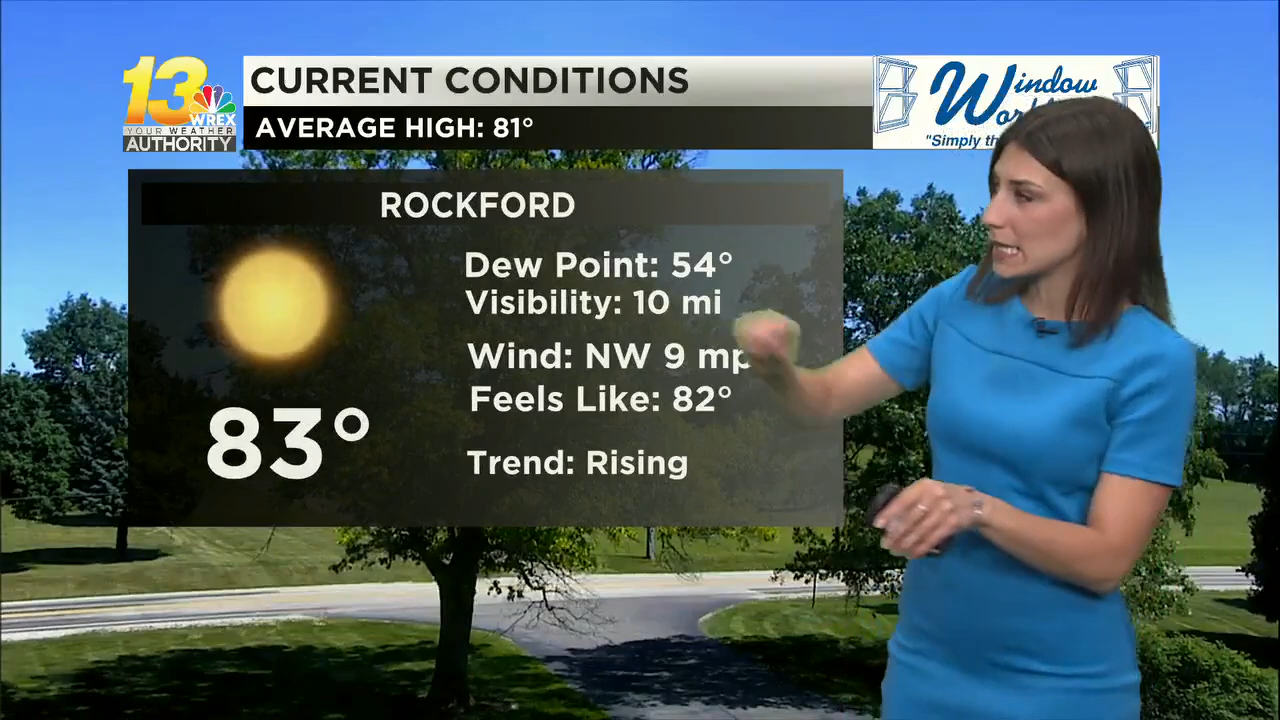 13
WREX
YOUR WEATHER
AUTHORITY
CURRENT CONDITIONS
AVERAGE HIGH: 81°
Window
"Simply
ROCKFORD
Dew Point: 54°
Visibility: 10 mi
Wind: NW 9 mp
Feels Like: 82°
83°
Trend: Rising